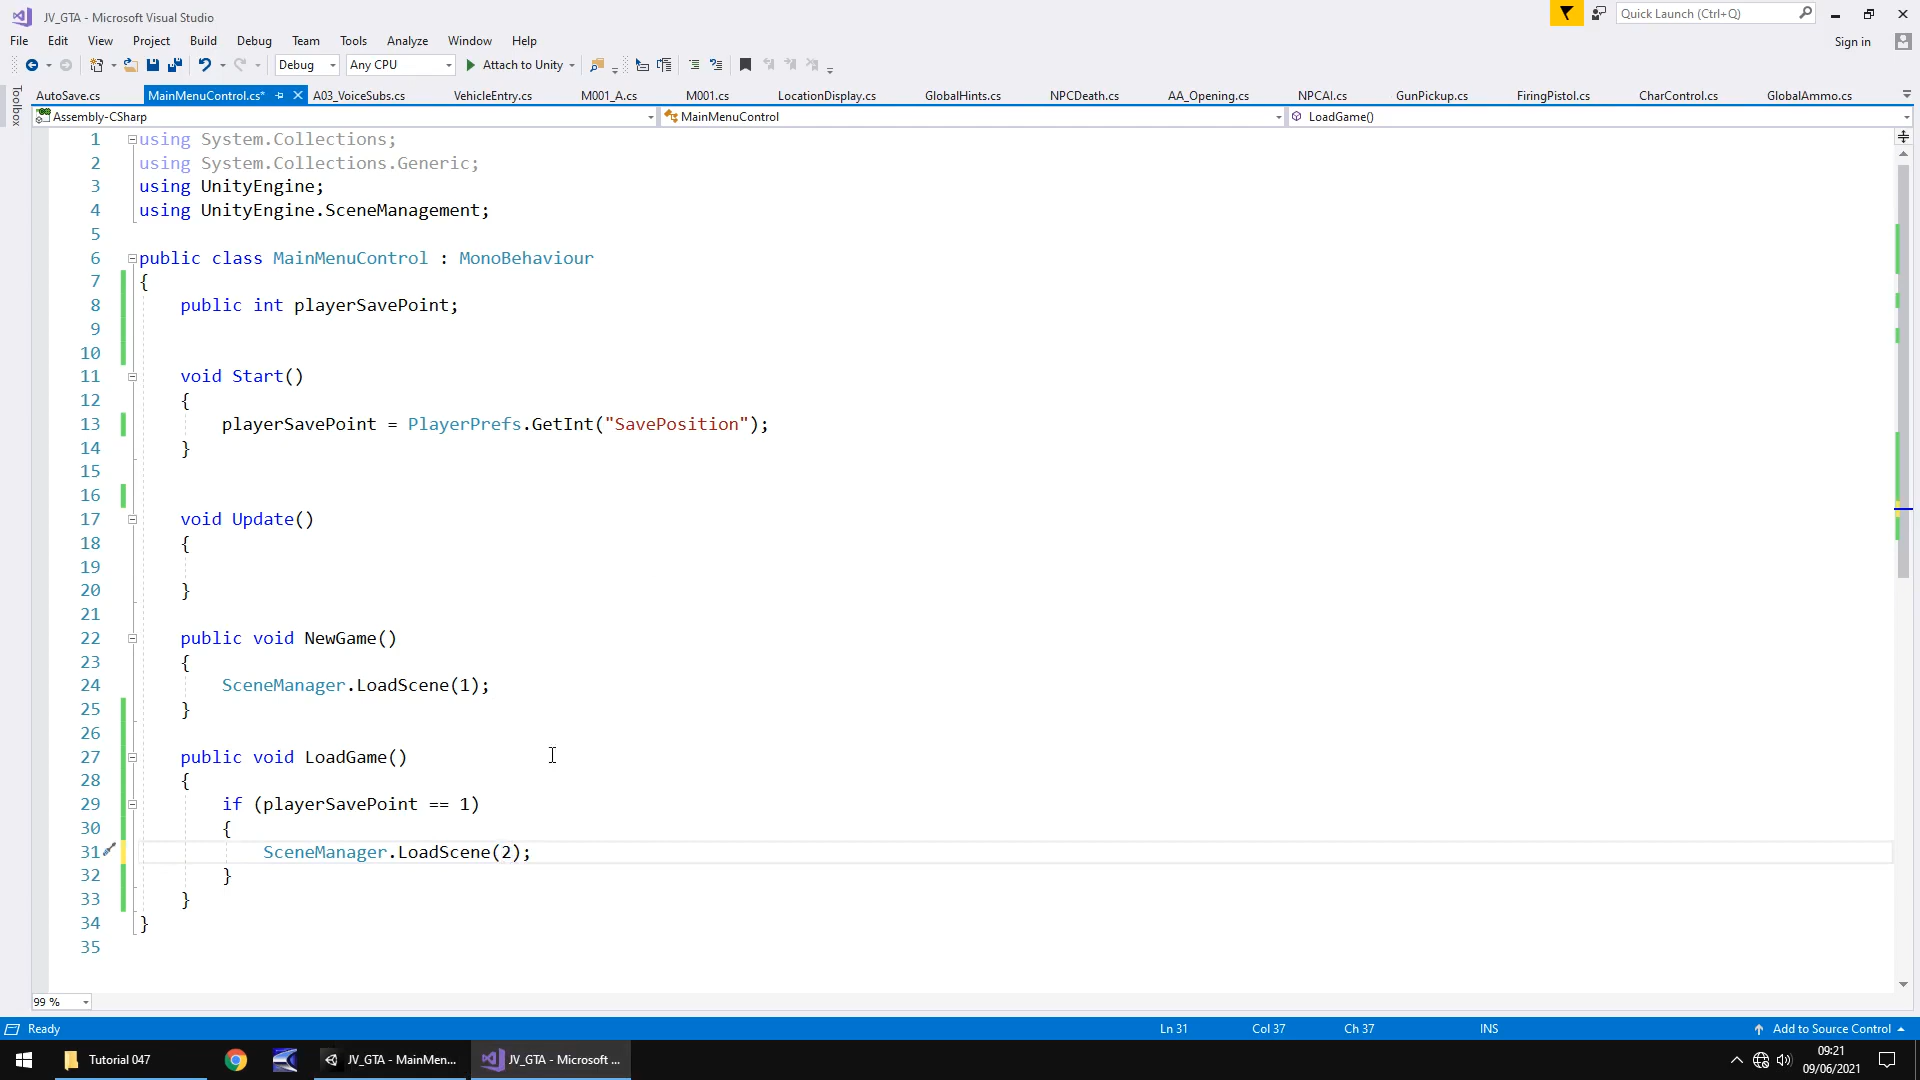 JV_GTA - Microsoft Visual Studio
Quick Launch (Ctrl+Q)
File Edit View Project Build Debug Team Tools Analyze Window Help
Sign in
Debug Any CPU Attach to Unity
Toolbox
AutoSave.cs MainMenuControl.cs* A03_VoiceSubs.cs VehicleEntry.cs M001_A.cs M001.cs LocationDisplay.cs GlobalHints.cs NPCDeath.cs AA_Opening.cs NPCAI.cs GunPickup.cs FiringPistol.cs CharControl.cs GlobalAmmo.cs
Assembly-CSharp MainMenuControl LoadGame()
1 using System.Collections;
2 using System.Collections.Generic;
3 using UnityEngine;
4 using UnityEngine.SceneManagement;
5
6 public class MainMenuControl : MonoBehaviour
7 {
8 public int playerSavePoint;
9
10
11 void Start()
12 {
13 playerSavePoint = PlayerPrefs.GetInt("SavePosition");
14 }
15
16
17 void Update()
18 {
19
20 }
21
22 public void NewGame()
23 {
24 SceneManager.LoadScene(1);
25 }
26
27 public void LoadGame()
28 {
29 if (playerSavePoint == 1)
30 {
31 SceneManager.LoadScene(2);
32 }
33 }
34 }
35
99 %
Ready Ln 31 Col 37 Ch 37 INS Add to Source Control
Tutorial 047 JV_GTA - MainMen... JV_GTA - Microsoft ... 09:21
09/06/2021